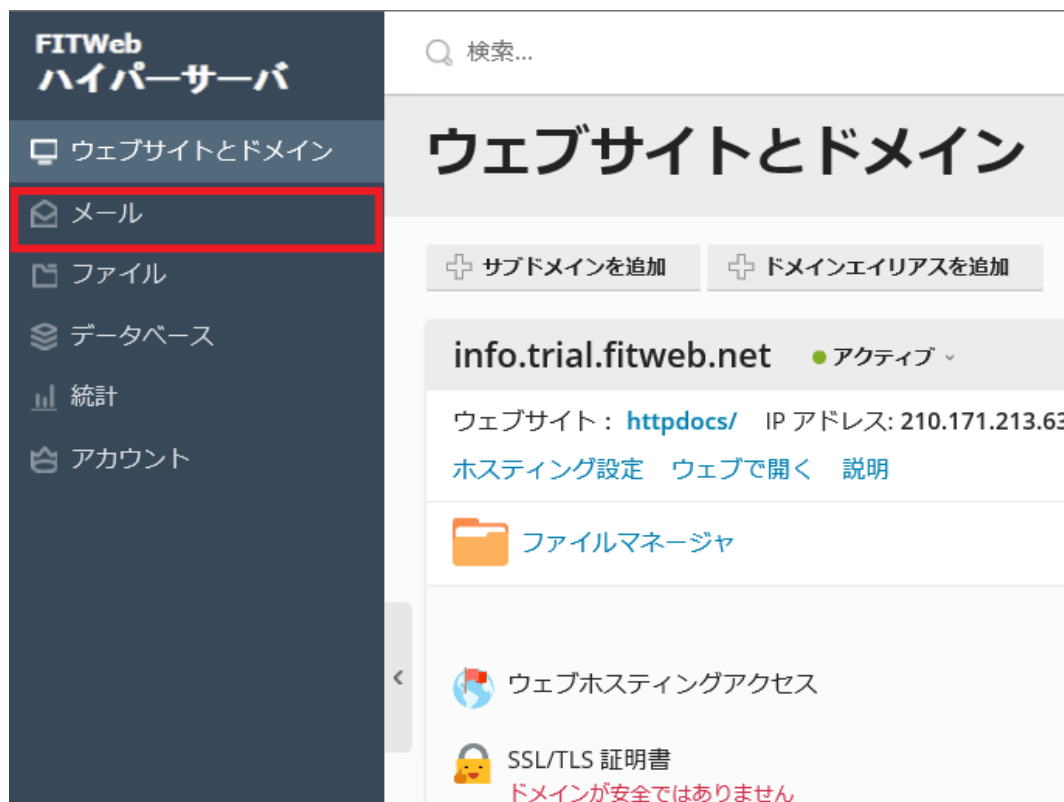 FITWeb
ハイパーサーバ
検索...
ウェブサイトとドメイン
メール
ファイル
データベース
統計
アカウント
ウェブサイトとドメイン
サブドメインを追加 ドメインエイリアスを追加
info.trial.fitweb.net アクティブ
ウェブサイト： httpdocs/ IP アドレス: 210.171.213.63
ホスティング設定 ウェブで開く 説明
ファイルマネージャ
ウェブホスティングアクセス
SSL/TLS 証明書
ドメインが安全ではありません